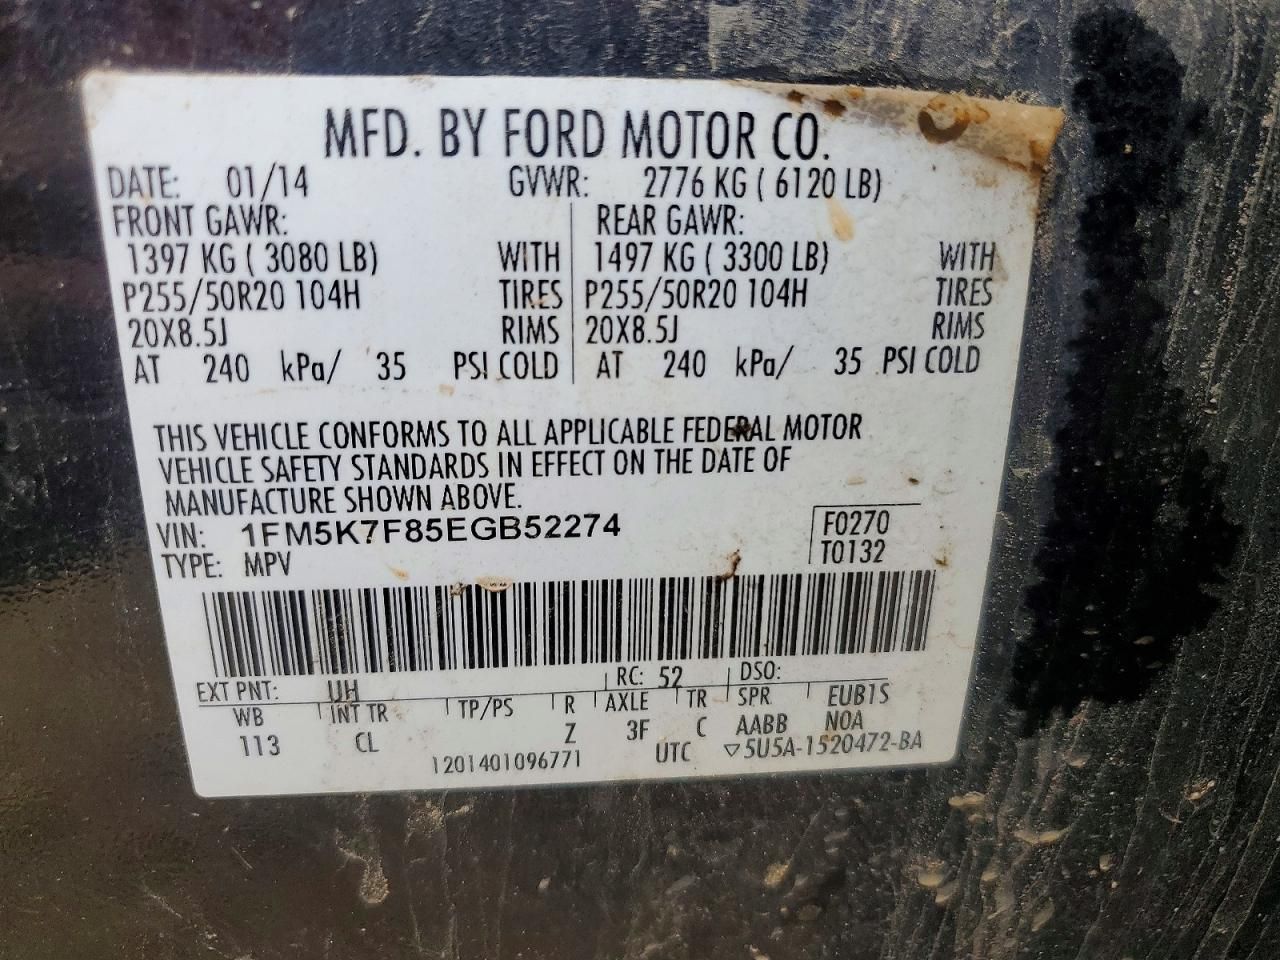 MFD. BY FORD MOTOR CO.
DATE: 01/14 GVWR: 2776 KG ( 6120 LB)
FRONT GAWR: REAR GAWR:
1397 KG ( 3080 LB) WITH 1497 KG ( 3300 LB) WITH
P255/50R20 104H TIRES P255/50R20 104H TIRES
20X8.5J RIMS 20X8.5J RIMS
AT 240 kPa/ 35 PSI COLD AT 240 kPa/ 35 PSI COLD
THIS VEHICLE CONFORMS TO ALL APPLICABLE FEDERAL MOTOR
VEHICLE SAFETY STANDARDS IN EFFECT ON THE DATE OF
MANUFACTURE SHOWN ABOVE.
VIN: 1FM5K7F85EGB52274 F0270
TYPE: MPV T0132
EXT PNT: UH RC: 52 DSO:
WB INT TR TP/PS R AXLE TR SPR EUB1S
113 CL Z 3F C AABB NOA
1201401096771 UTC ▽5U5A-1520472-BA